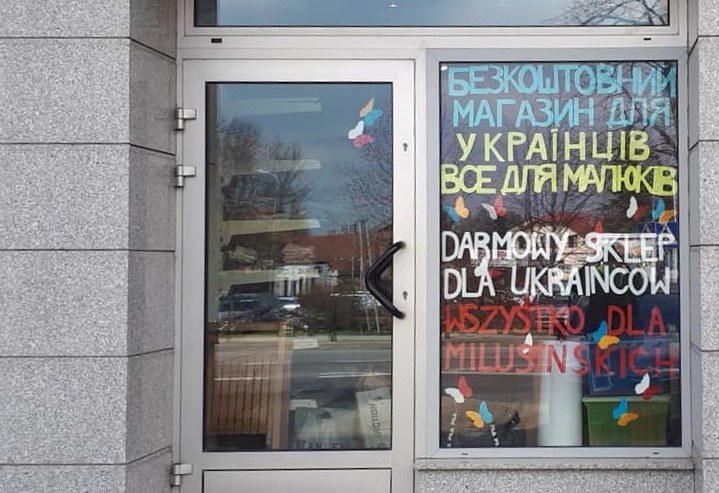 БЕЗКОШТОВНИЙ
МАГАЗИН ДЛЯ
УКРАЇНЦІВ
ВСЕ ДЛЯ МАЛЮКІВ
DARMOWY SKLEP
DLA UKRAIŃCÓW
WSZYSTKO DLA
MILUSIŃSKICH